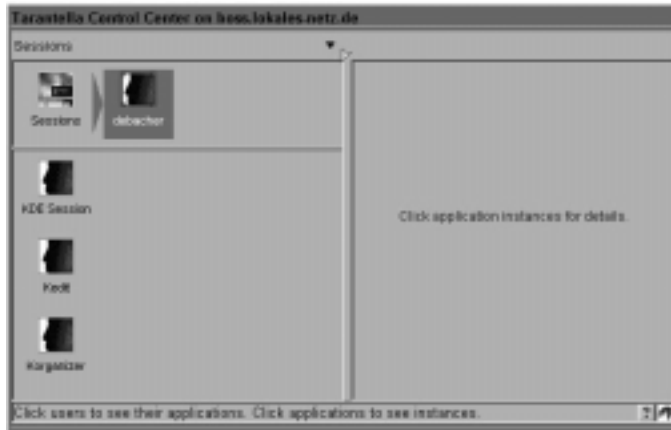 Tarantella Control Center on boss.lokales-netz.de
Sessions
Sessions
debacher
KDE Session
Kedit
Korganizer
Click application instances for details.
Click users to see their applications. Click applications to see instances.
?